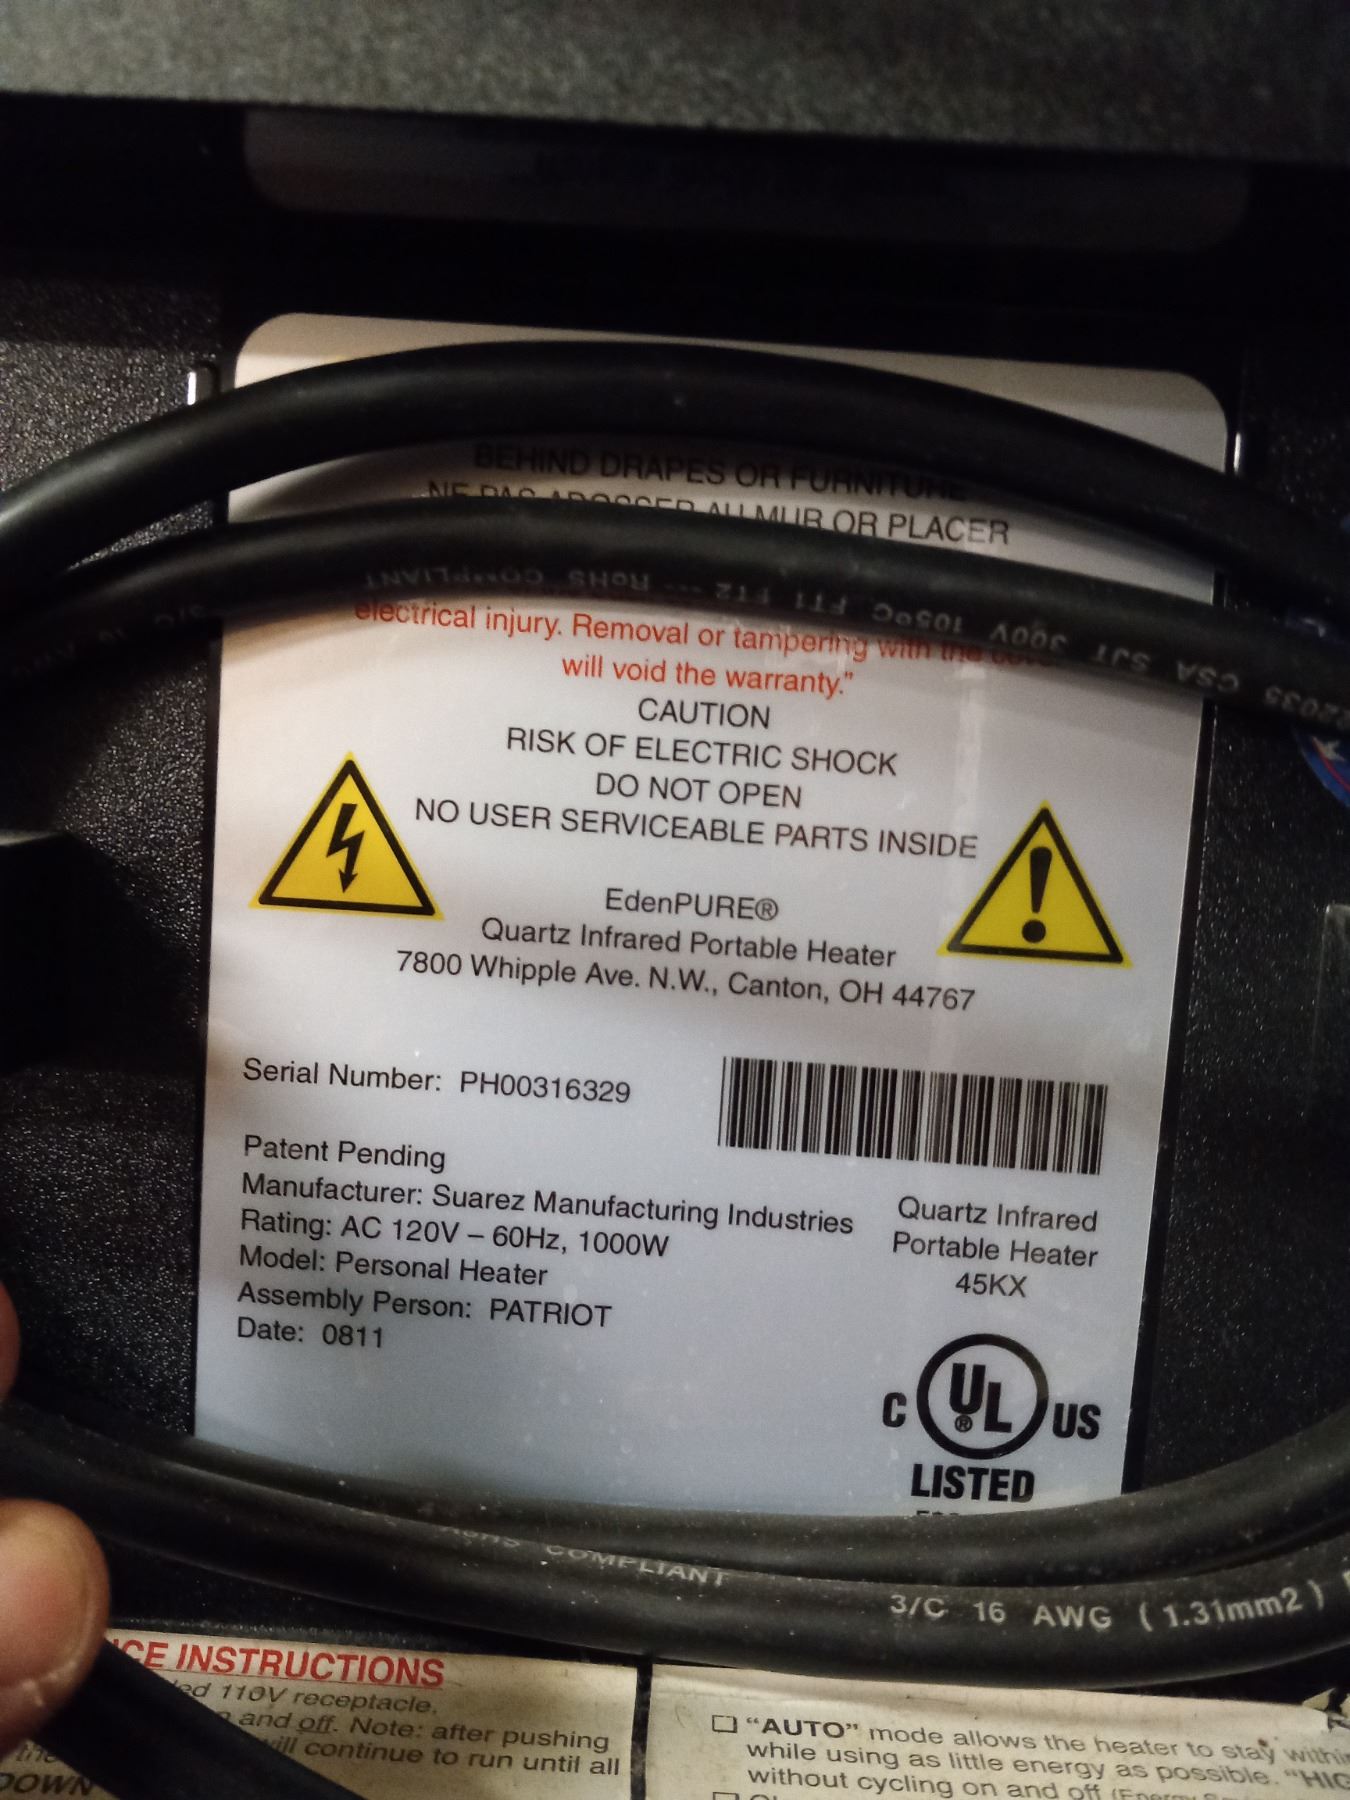 BEHIND DRAPES OR FURNITURE
NE PAS ADOSSER AU MUR OR PLACER
electrical injury. Removal or tampering with the
will void the warranty."
CAUTION
RISK OF ELECTRIC SHOCK
DO NOT OPEN
NO USER SERVICEABLE PARTS INSIDE
EdenPURE®
Quartz Infrared Portable Heater
7800 Whipple Ave. N.W., Canton, OH 44767
Serial Number: PH00316329
Patent Pending
Manufacturer: Suarez Manufacturing Industries
Rating: AC 120V – 60Hz, 1000W
Model: Personal Heater
Assembly Person: PATRIOT
Date: 0811
Quartz Infrared
Portable Heater
45KX
C UL® US
LISTED
22035 CSA SJT 300V 105°C FT1 FT2 --- RoHS COMPLIANT
RoHS COMPLIANT
3/C 16 AWG (1.31mm2)
INSTRUCTIONS
110V receptacle.
and off. Note: after pushing
will continue to run until all
DOWN
"AUTO" mode allows the heater to stay
while using as little energy as possible.
without cycling on and off